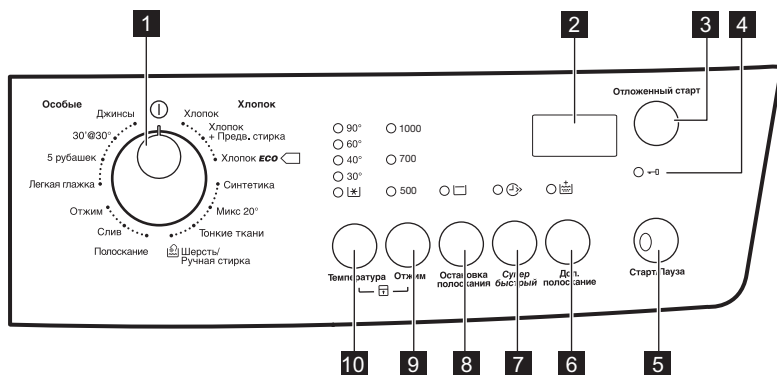 1
2
3
4
Особые
Хлопок
Отложенный старт
Джинсы
Хлопок
30'@30°
Хлопок
+ Предв. стирка
5 рубашек
Хлопок ECO
Легкая глажка
Синтетика
Отжим
Микс 20°
Слив
Тонкие ткани
Полоскание
Шерсть/
Ручная стирка
90°
60°
40°
30°
1000
700
500
Температура
Отжим
Остановка
полоскания
Супер
быстрый
Доп.
полоскание
Старт/Пауза
10
9
8
7
6
5